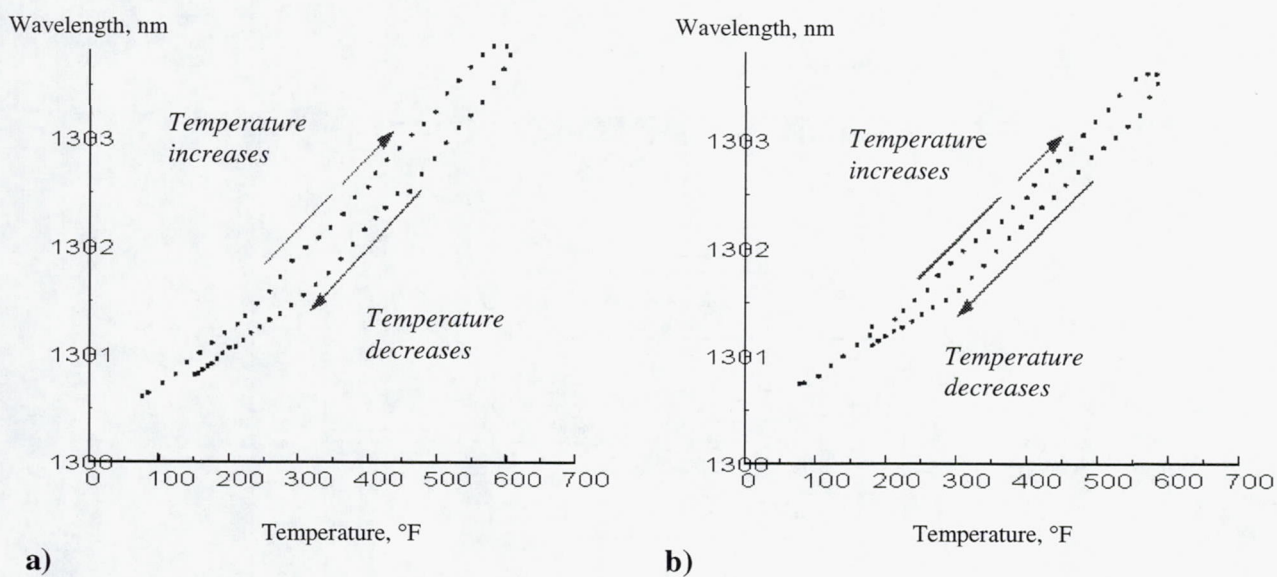 Wavelength, nm
1303
1302
1301
1300
0 100 200 300 400 500 600 700
Temperature
increases
Temperature
decreases
Temperature, °F
a)
Wavelength, nm
1303
1302
1301
1300
0 100 200 300 400 500 600 700
Temperature
increases
Temperature
decreases
Temperature, °F
b)